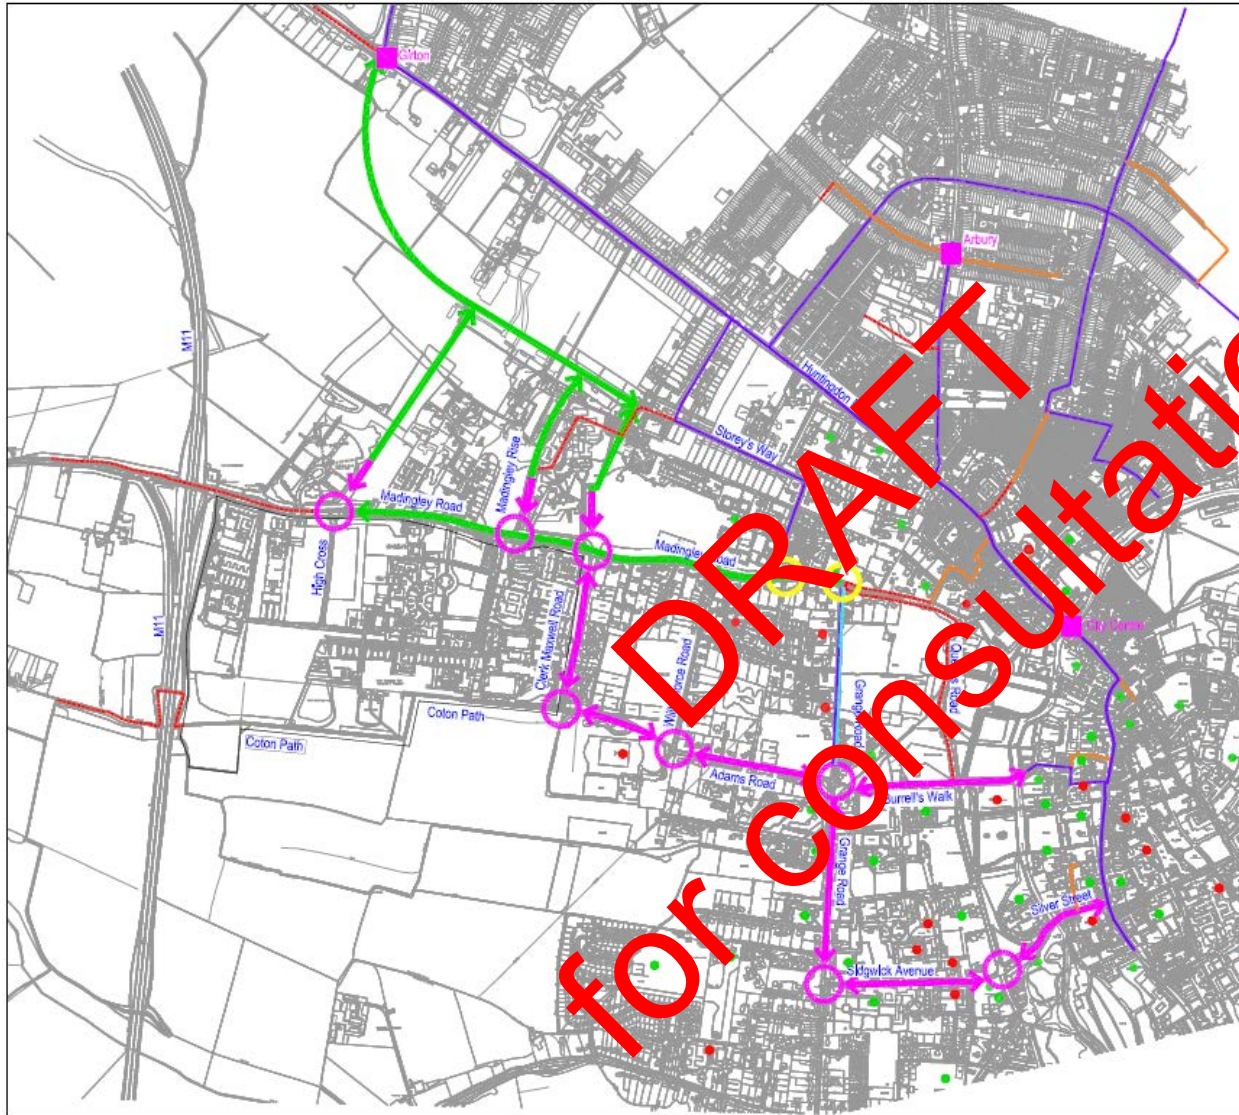 Girton
Arbury
M11
Huntingdon
Storey's Way
Madingley Rise
Madingley Road
High Cross
Madingley Road
City Centre
M11
Clerk Maxwell Road
Grange Road
Coton Path
Coton Path
Adams Road
Burrell's Walk
Grange Road
Silver Street
Sidgwick Avenue
DRAFT
for consultatio